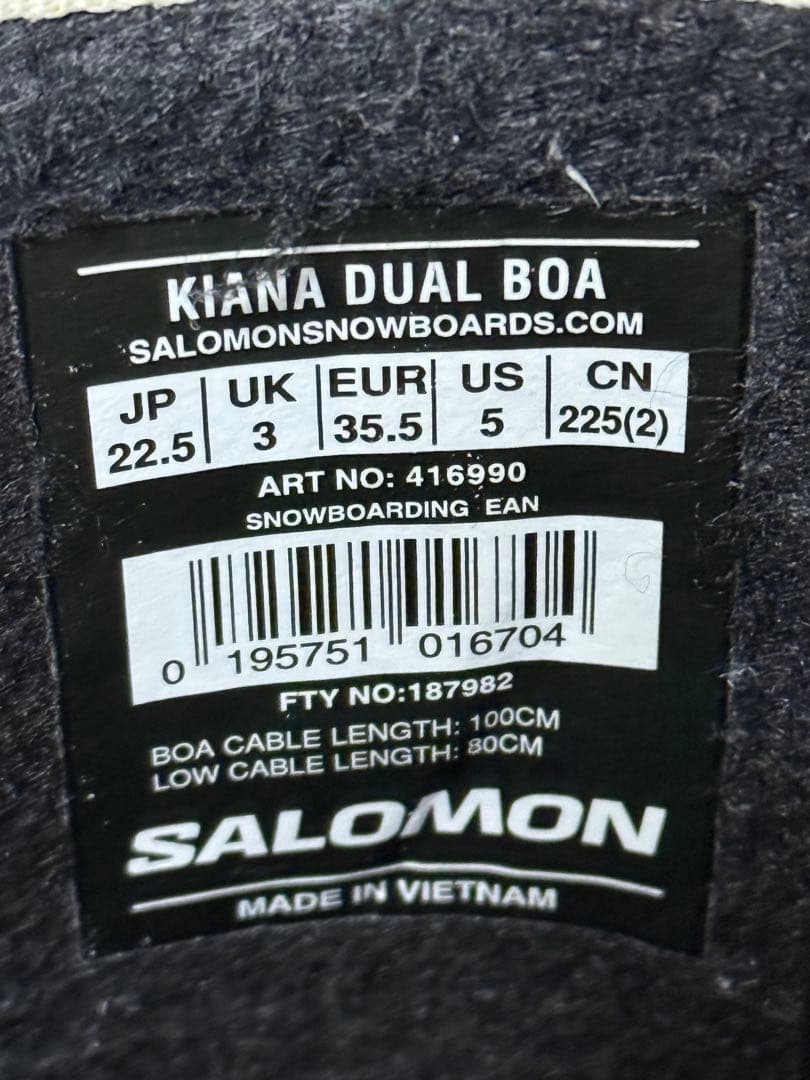 KIANA DUAL BOA
SALOMONSNOWBOARDS.COM
JP UK EUR US CN
22.5 3 35.5 5 225(2)
ART NO: 416990
SNOWBOARDING EAN
0 195751 016704
FTY NO:187982
BOA CABLE LENGTH: 100CM
LOW CABLE LENGTH: 80CM
SALOMON
MADE IN VIETNAM